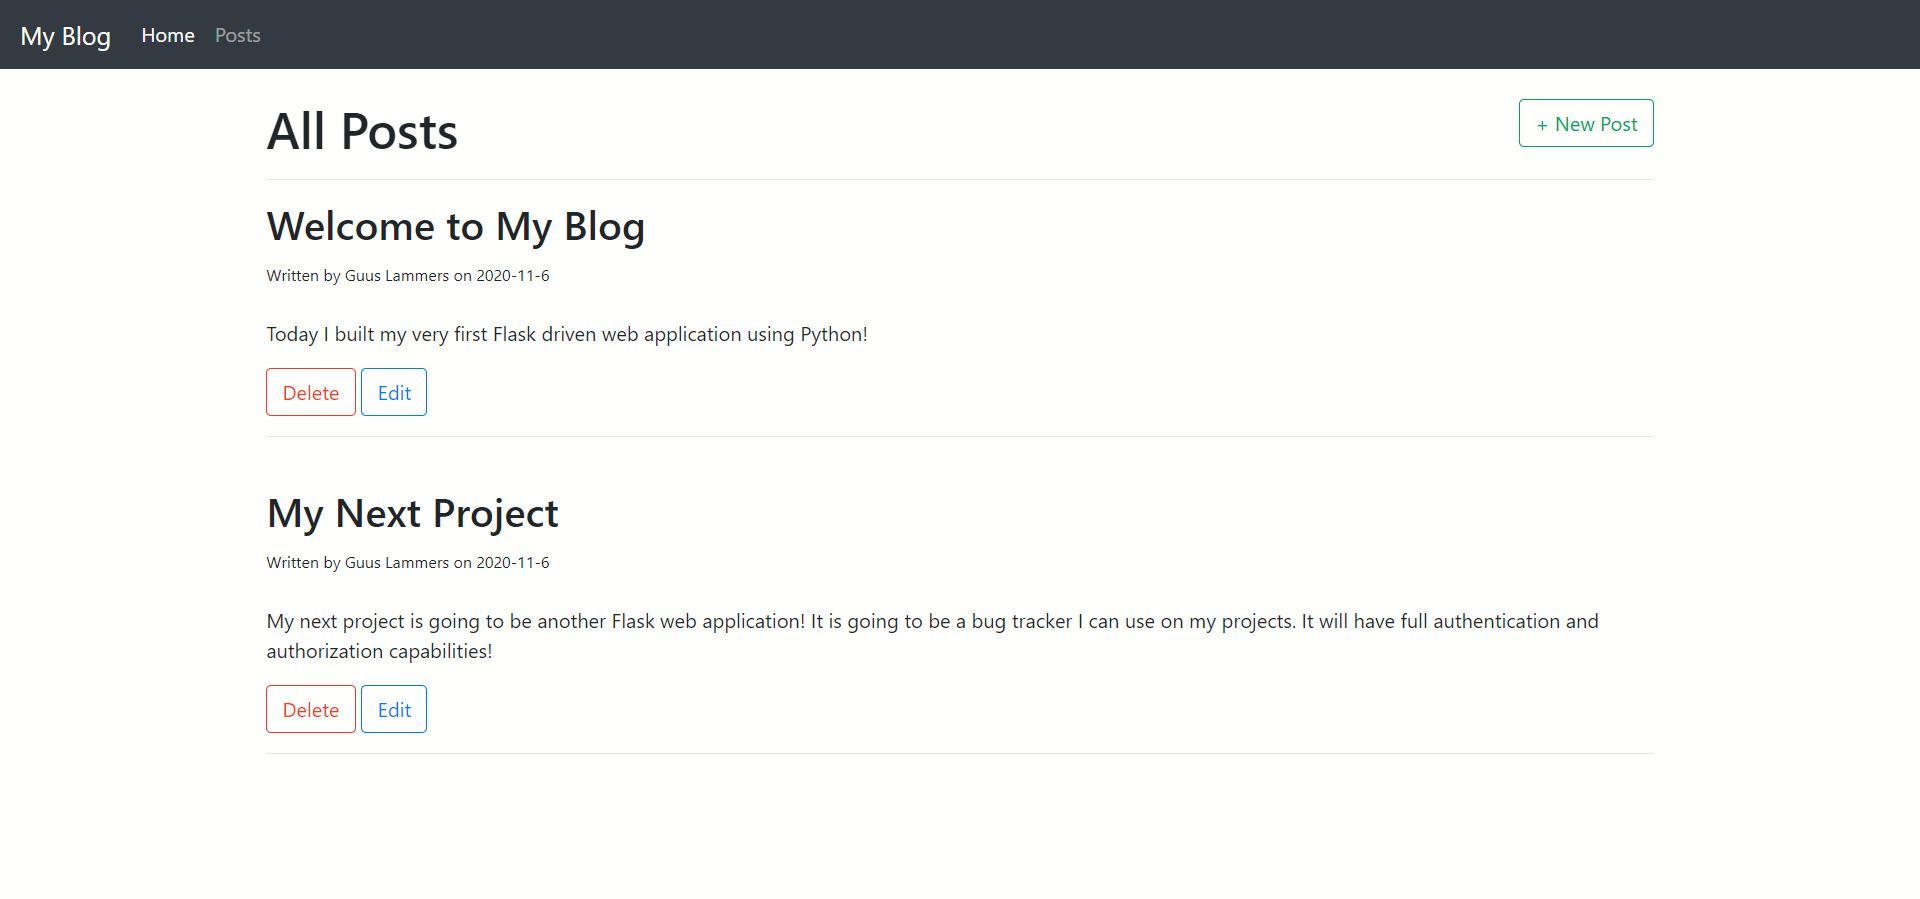 My Blog Home Posts
All Posts + New Post
Welcome to My Blog
Written by Guus Lammers on 2020-11-6
Today I built my very first Flask driven web application using Python!
Delete Edit
My Next Project
Written by Guus Lammers on 2020-11-6
My next project is going to be another Flask web application! It is going to be a bug tracker I can use on my projects. It will have full authentication and
authorization capabilities!
Delete Edit